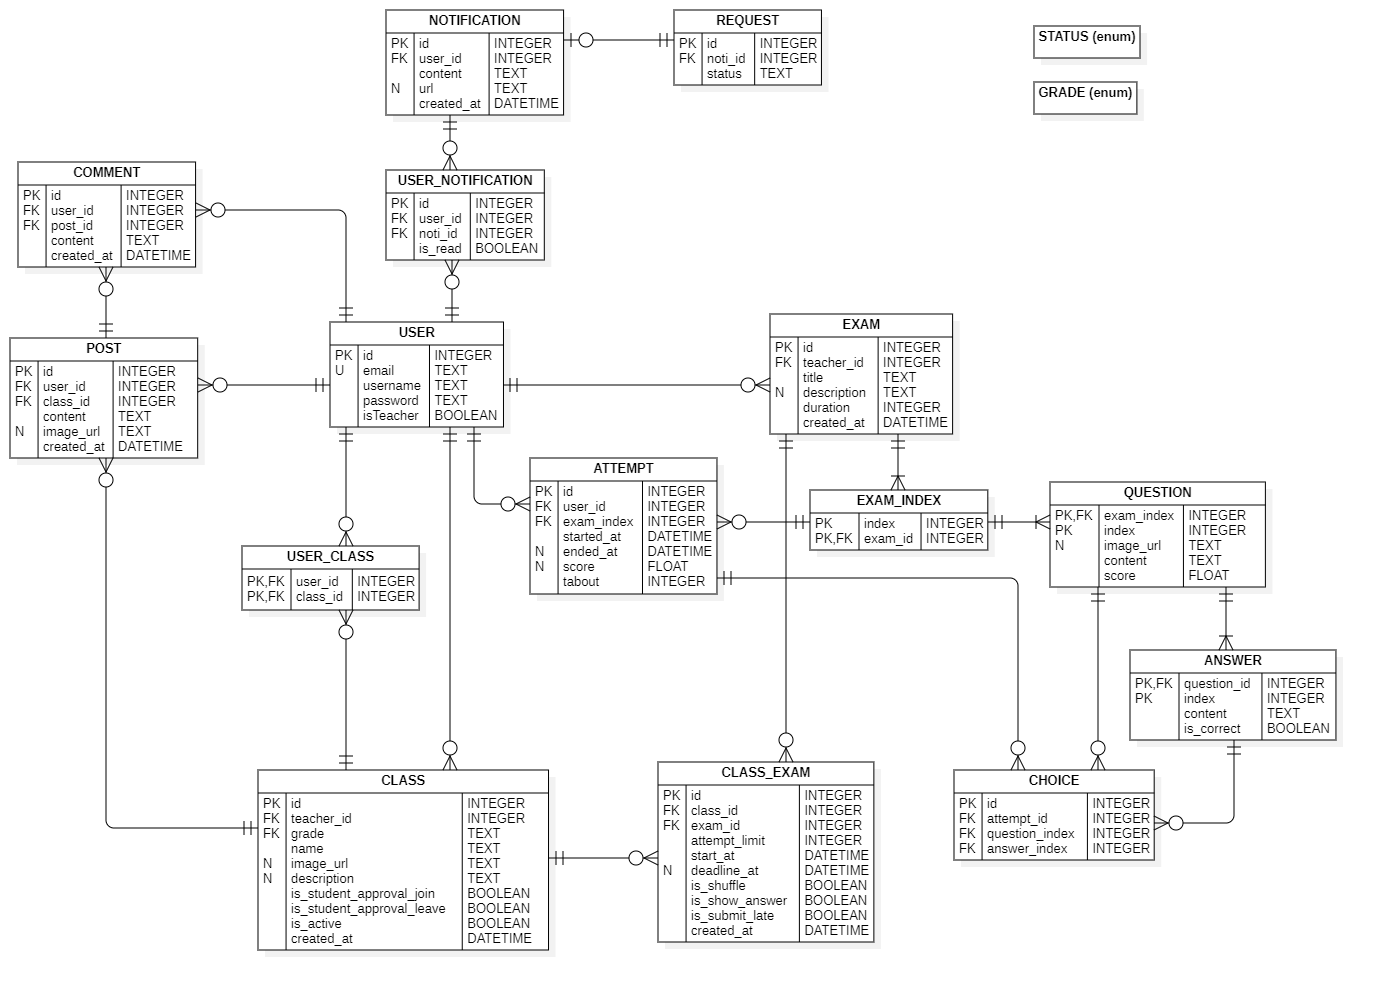 NOTIFICATION
PK id INTEGER
FK user_id INTEGER
content TEXT
N url TEXT
created_at DATETIME
REQUEST
PK id INTEGER
FK noti_id INTEGER
status TEXT
STATUS (enum)
GRADE (enum)
COMMENT
PK id INTEGER
FK user_id INTEGER
FK post_id INTEGER
content TEXT
created_at DATETIME
USER_NOTIFICATION
PK id INTEGER
FK user_id INTEGER
FK noti_id INTEGER
is_read BOOLEAN
POST
PK id INTEGER
FK user_id INTEGER
FK class_id INTEGER
content TEXT
N image_url TEXT
created_at DATETIME
USER
PK id INTEGER
U email TEXT
username TEXT
password TEXT
isTeacher BOOLEAN
EXAM
PK id INTEGER
FK teacher_id INTEGER
title TEXT
N description TEXT
duration INTEGER
created_at DATETIME
ATTEMPT
PK id INTEGER
FK user_id INTEGER
FK exam_index INTEGER
started_at DATETIME
N ended_at DATETIME
N score FLOAT
tabout INTEGER
EXAM_INDEX
PK index INTEGER
PK,FK exam_id INTEGER
QUESTION
PK,FK exam_index INTEGER
PK index INTEGER
N image_url TEXT
content TEXT
score FLOAT
USER_CLASS
PK,FK user_id INTEGER
PK,FK class_id INTEGER
ANSWER
PK,FK question_id INTEGER
PK index INTEGER
content TEXT
is_correct BOOLEAN
CLASS
PK id INTEGER
FK teacher_id INTEGER
FK grade TEXT
name TEXT
N image_url TEXT
N description TEXT
is_student_approval_join BOOLEAN
is_student_approval_leave BOOLEAN
is_active BOOLEAN
created_at DATETIME
CLASS_EXAM
PK id INTEGER
FK class_id INTEGER
FK exam_id INTEGER
attempt_limit INTEGER
start_at DATETIME
N deadline_at DATETIME
is_shuffle BOOLEAN
is_show_answer BOOLEAN
is_submit_late BOOLEAN
created_at DATETIME
CHOICE
PK id INTEGER
FK attempt_id INTEGER
FK question_index INTEGER
FK answer_index INTEGER